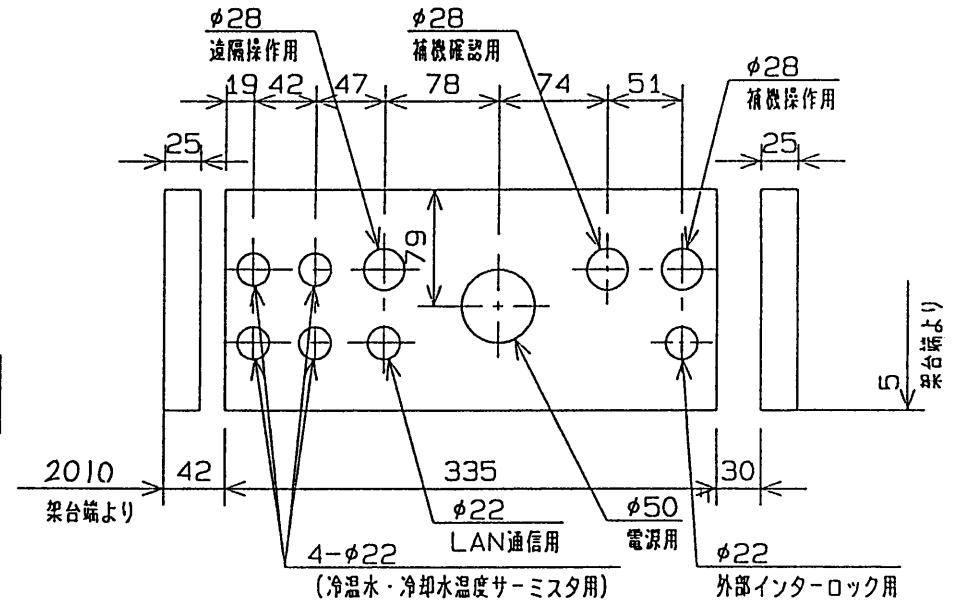 φ28
遠隔操作用
φ28
補機確認用
φ28
補機操作用
19 42 47 78 74 51
25
25
79
5
架台端より
2010
架台端より
42
335
30
φ22
LAN通信用
φ50
電源用
4-φ22
(冷温水・冷却水温度サーミスタ用)
φ22
外部インターロック用